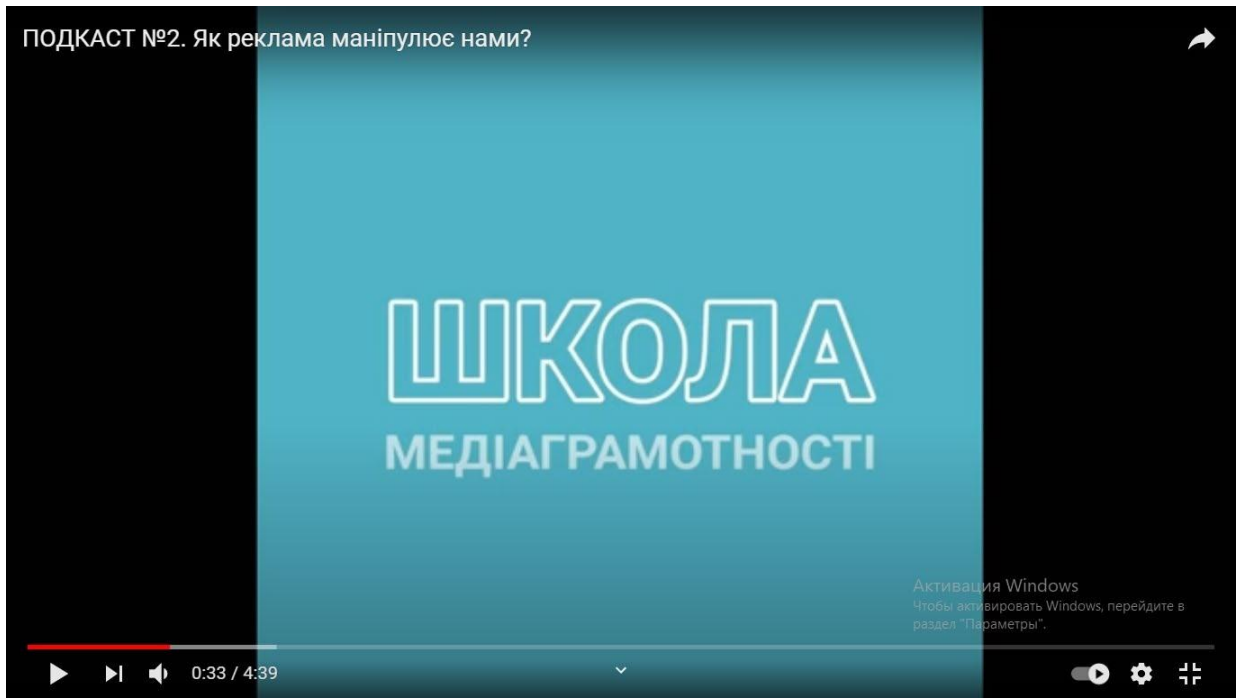 ПОДКАСТ №2. Як реклама маніпулює нами?
ШКОЛА
МЕДІАГРАМОТНОСТІ
Активация Windows
Чтобы активировать Windows, перейдите в
раздел "Параметры".
0:33 / 4:39